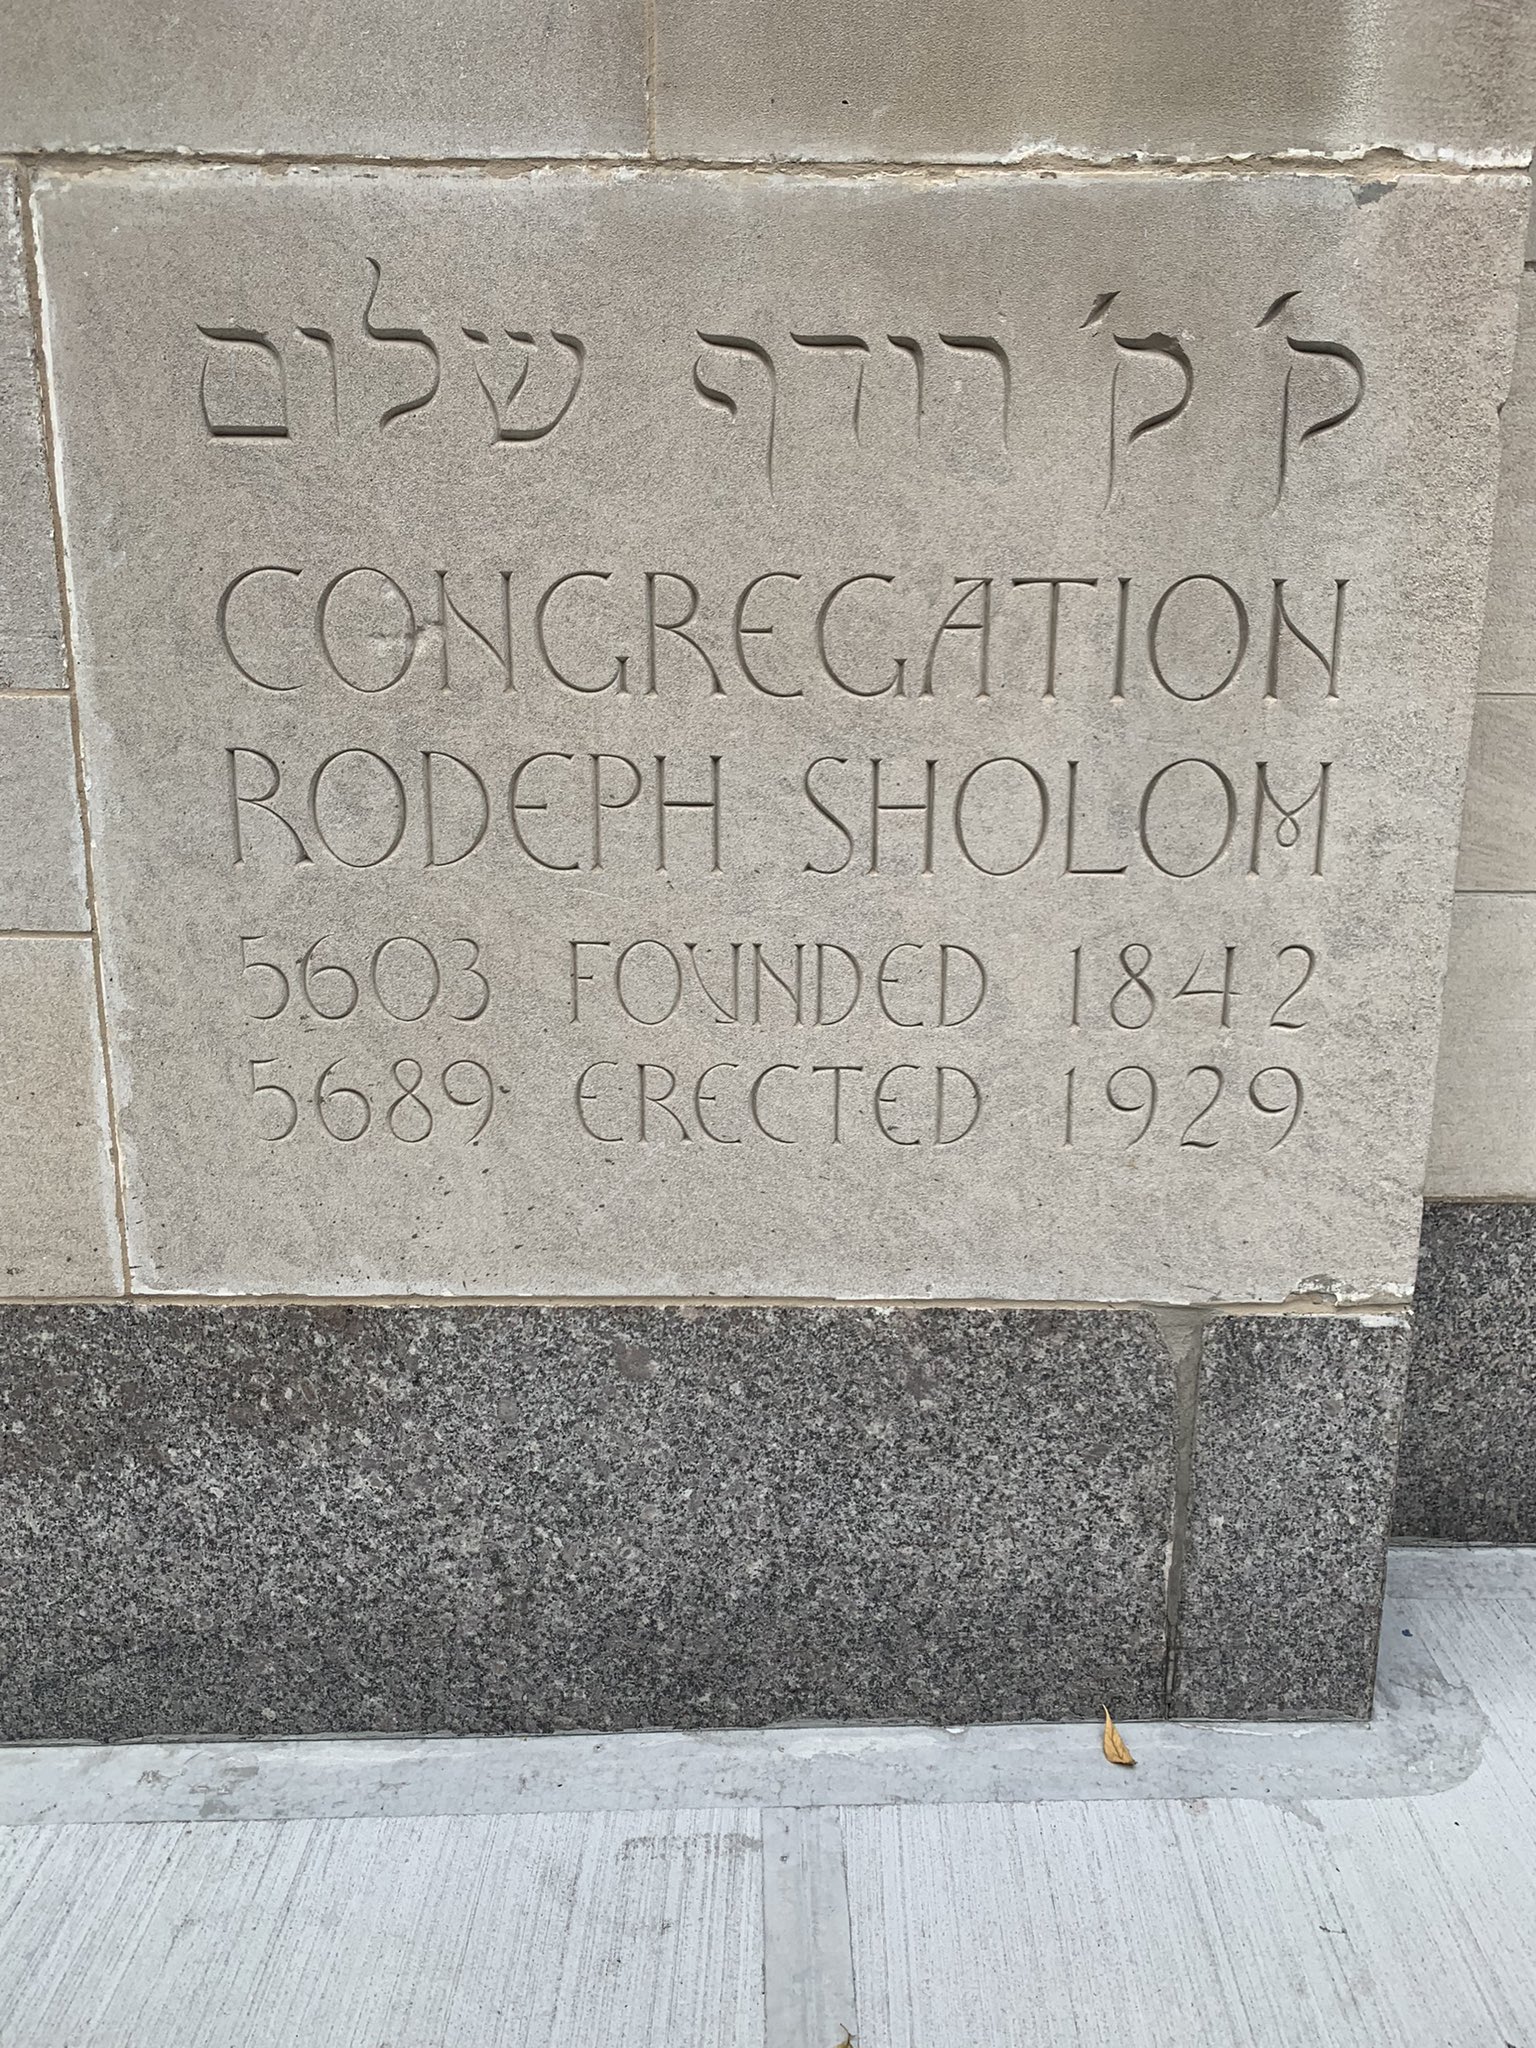 ק׳ ק׳ רודף שלום
CONGREGATION
RODEPH SHOLOM
5603 FOUNDED 1842
5689 ERECTED 1929